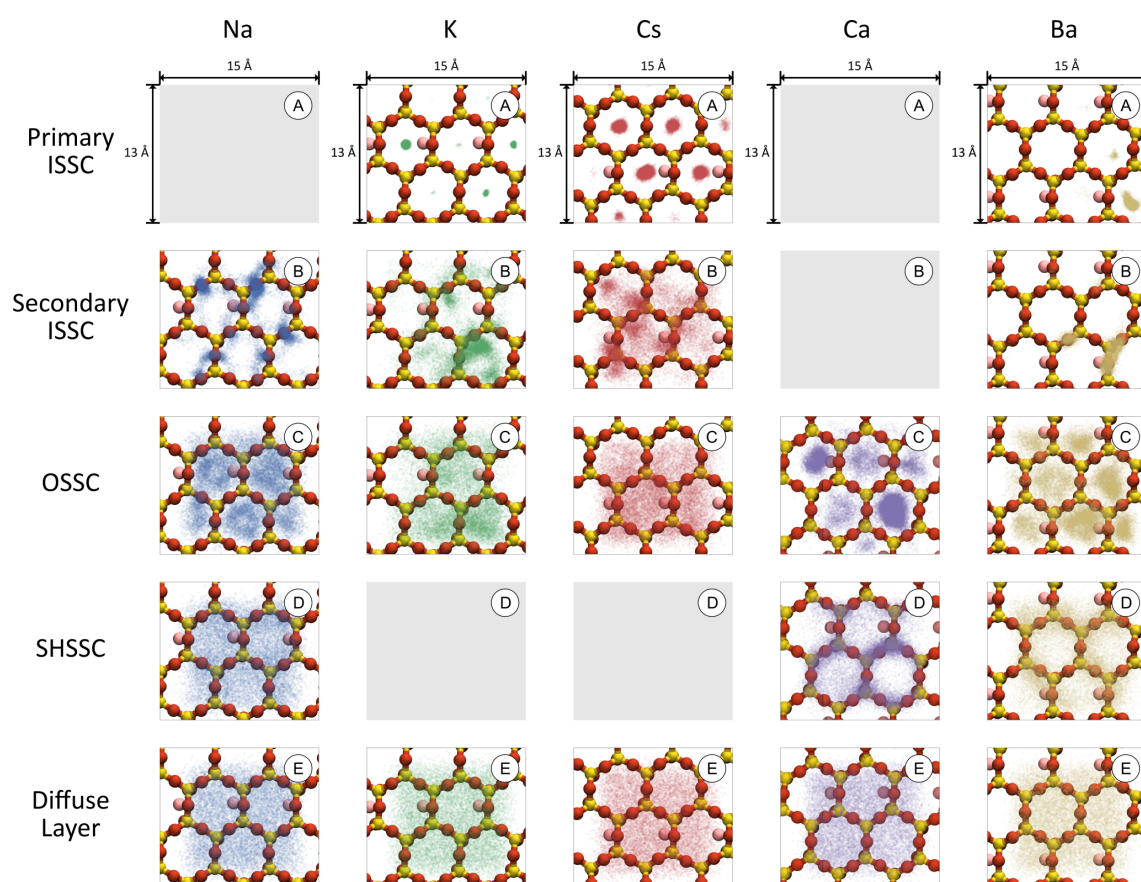 Na K Cs Ca Ba
15 Å 15 Å 15 Å 15 Å 15 Å
Primary
ISSC
13 Å 13 Å 13 Å 13 Å 13 Å
A A A A A
Secondary
ISSC
B B B B B
OSSC
C C C C C
SHSSC
D D D D D
Diffuse
Layer
E E E E E